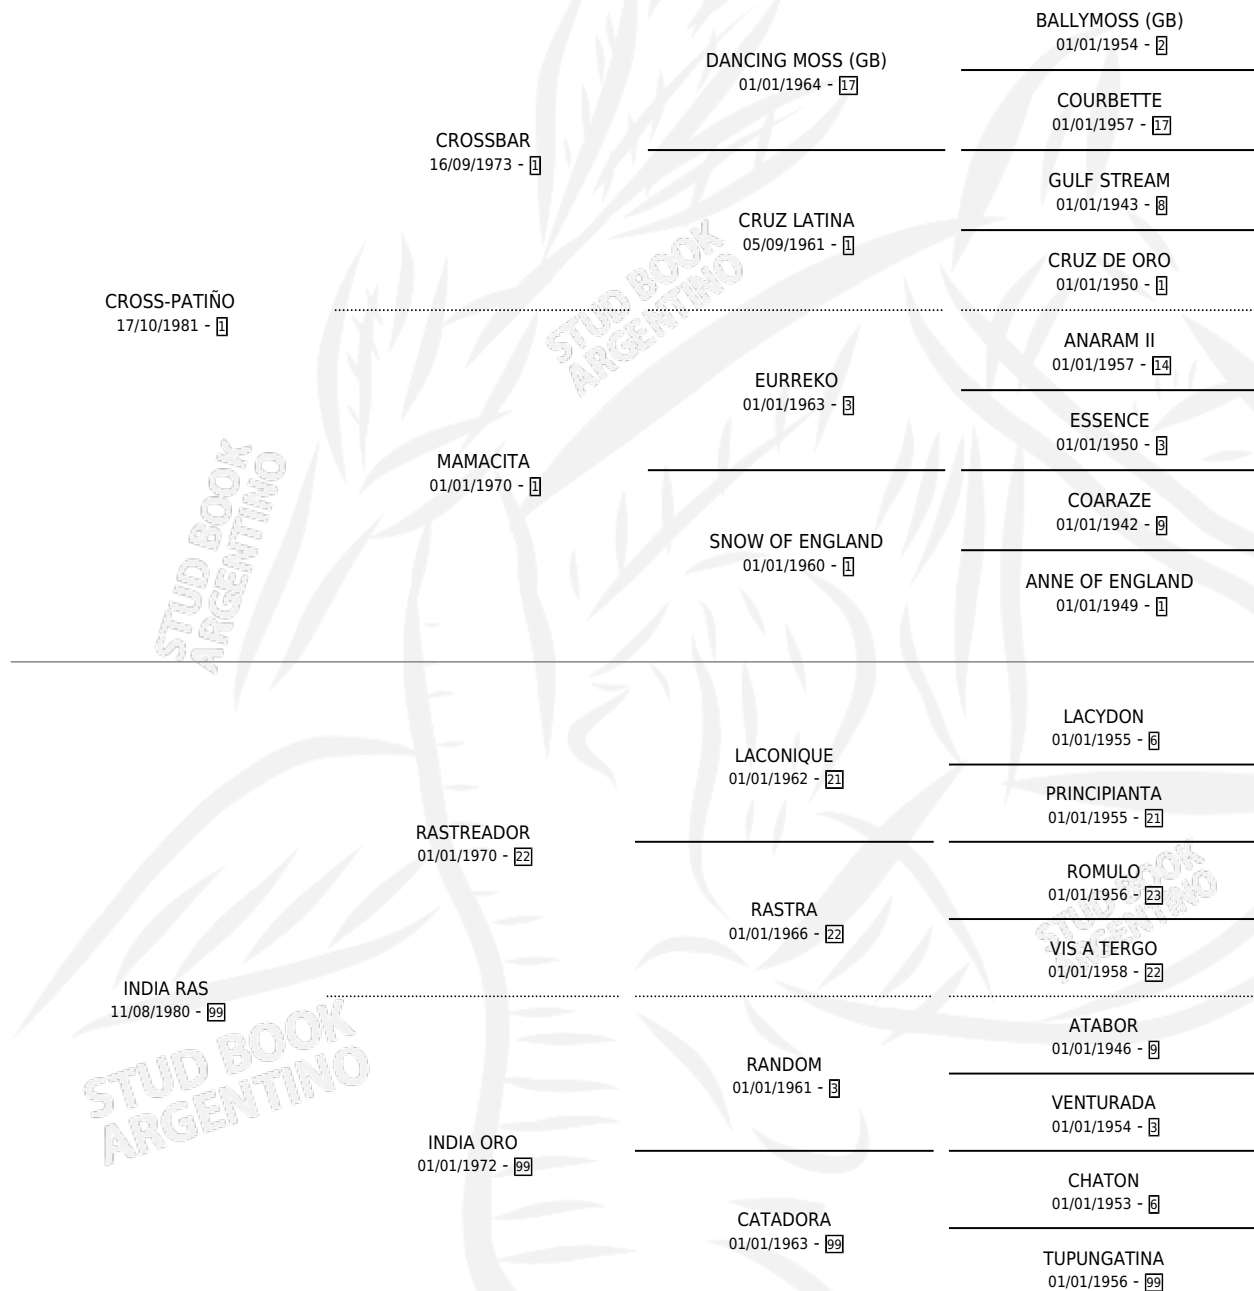 BALLYMOSS (GB)
01/01/1954 - 2
DANCING MOSS (GB)
01/01/1964 - 17
COURBETTE
01/01/1957 - 17
CROSSBAR
16/09/1973 - 1
GULF STREAM
01/01/1943 - 8
CRUZ LATINA
05/09/1961 - 1
CRUZ DE ORO
01/01/1950 - 1
CROSS-PATIÑO
17/10/1981 - 1
ANARAM II
01/01/1957 - 14
EURREKO
01/01/1963 - 3
ESSENCE
01/01/1950 - 3
MAMACITA
01/01/1970 - 1
COARAZE
01/01/1942 - 9
SNOW OF ENGLAND
01/01/1960 - 1
ANNE OF ENGLAND
01/01/1949 - 1
LACYDON
01/01/1955 - 6
LACONIQUE
01/01/1962 - 21
PRINCIPIANTA
01/01/1955 - 21
RASTREADOR
01/01/1970 - 22
ROMULO
01/01/1956 - 23
RASTRA
01/01/1966 - 22
VIS A TERGO
01/01/1958 - 22
INDIA RAS
11/08/1980 - 99
ATABOR
01/01/1946 - 9
RANDOM
01/01/1961 - 3
VENTURADA
01/01/1954 - 3
INDIA ORO
01/01/1972 - 99
CHATON
01/01/1953 - 6
CATADORA
01/01/1963 - 99
TUPUNGATINA
01/01/1956 - 99
STUD BOOK
ARGENTINO
STUD BOOK
ARGENTINO
STUD BOOK
ARGENTINO
STUD BOOK
ARGENTINO